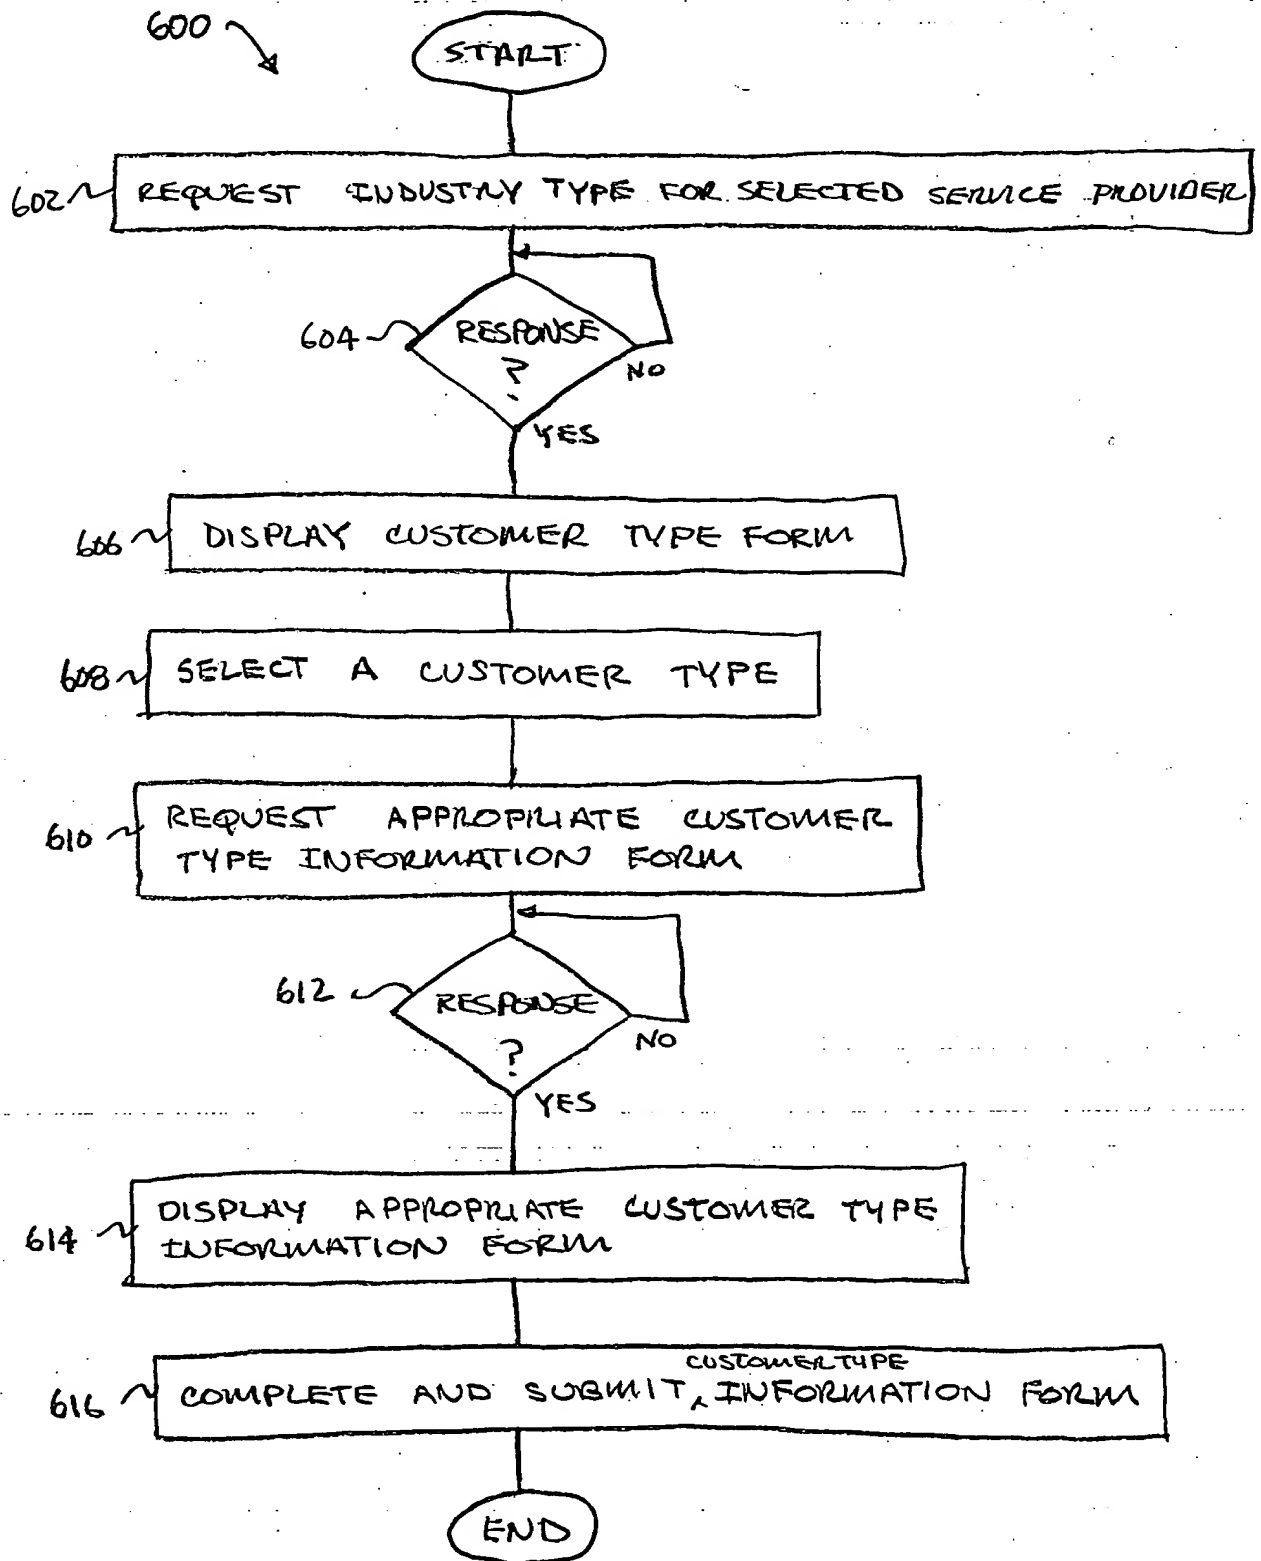 600
START
602 REQUEST INDUSTRY TYPE FOR SELECTED SERVICE PROVIDER
604 RESPONSE
?
NO
YES
606 DISPLAY CUSTOMER TYPE FORM
608 SELECT A CUSTOMER TYPE
610 REQUEST APPROPRIATE CUSTOMER
TYPE INFORMATION FORM
612 RESPONSE
?
NO
YES
614 DISPLAY APPROPRIATE CUSTOMER TYPE
INFORMATION FORM
CUSTOMER TYPE
616 COMPLETE AND SUBMIT ‸ INFORMATION FORM
END